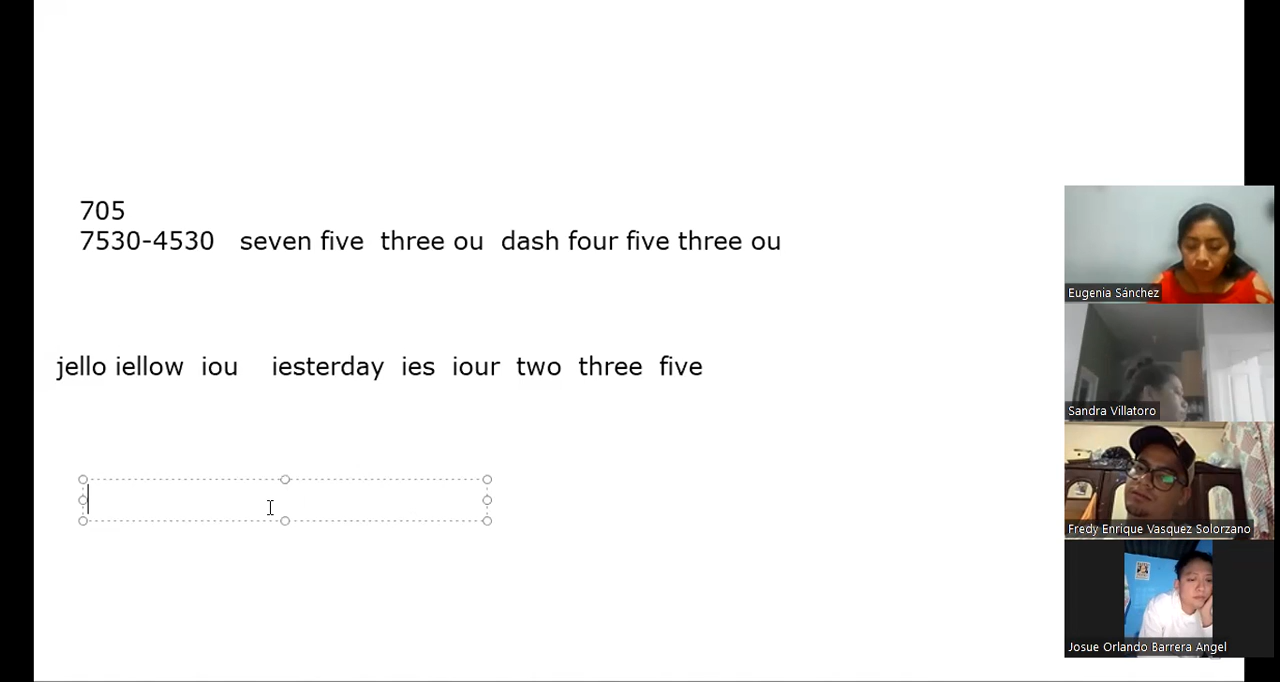 705
7530-4530 seven five three ou dash four five three ou
jello iellow iou iesterday ies iour two three five
Eugenia Sánchez
Sandra Villatoro
Fredy Enrique Vasquez Solorzano
Josue Orlando Barrera Angel